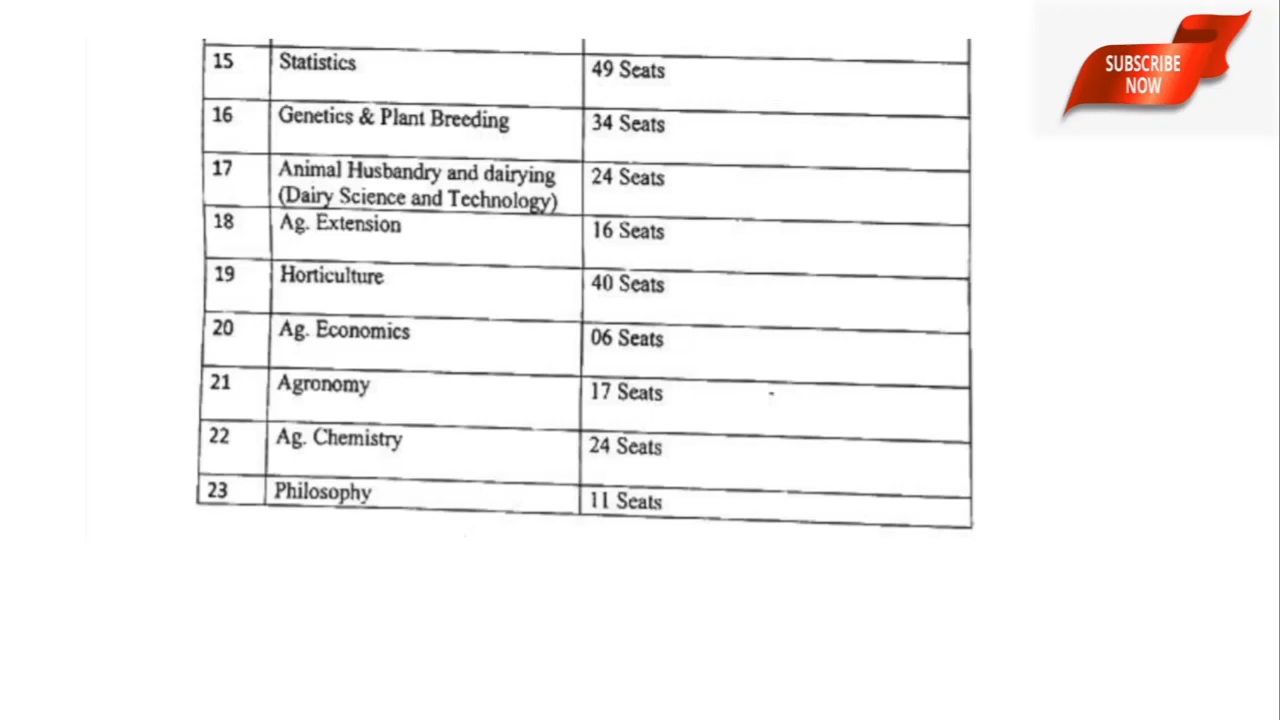 SUBSCRIBE
NOW
15 Statistics 49 Seats
16 Genetics & Plant Breeding 34 Seats
17 Animal Husbandry and dairying 24 Seats
(Dairy Science and Technology)
18 Ag. Extension 16 Seats
19 Horticulture 40 Seats
20 Ag. Economics 06 Seats
21 Agronomy 17 Seats
22 Ag. Chemistry 24 Seats
23 Philosophy 11 Seats